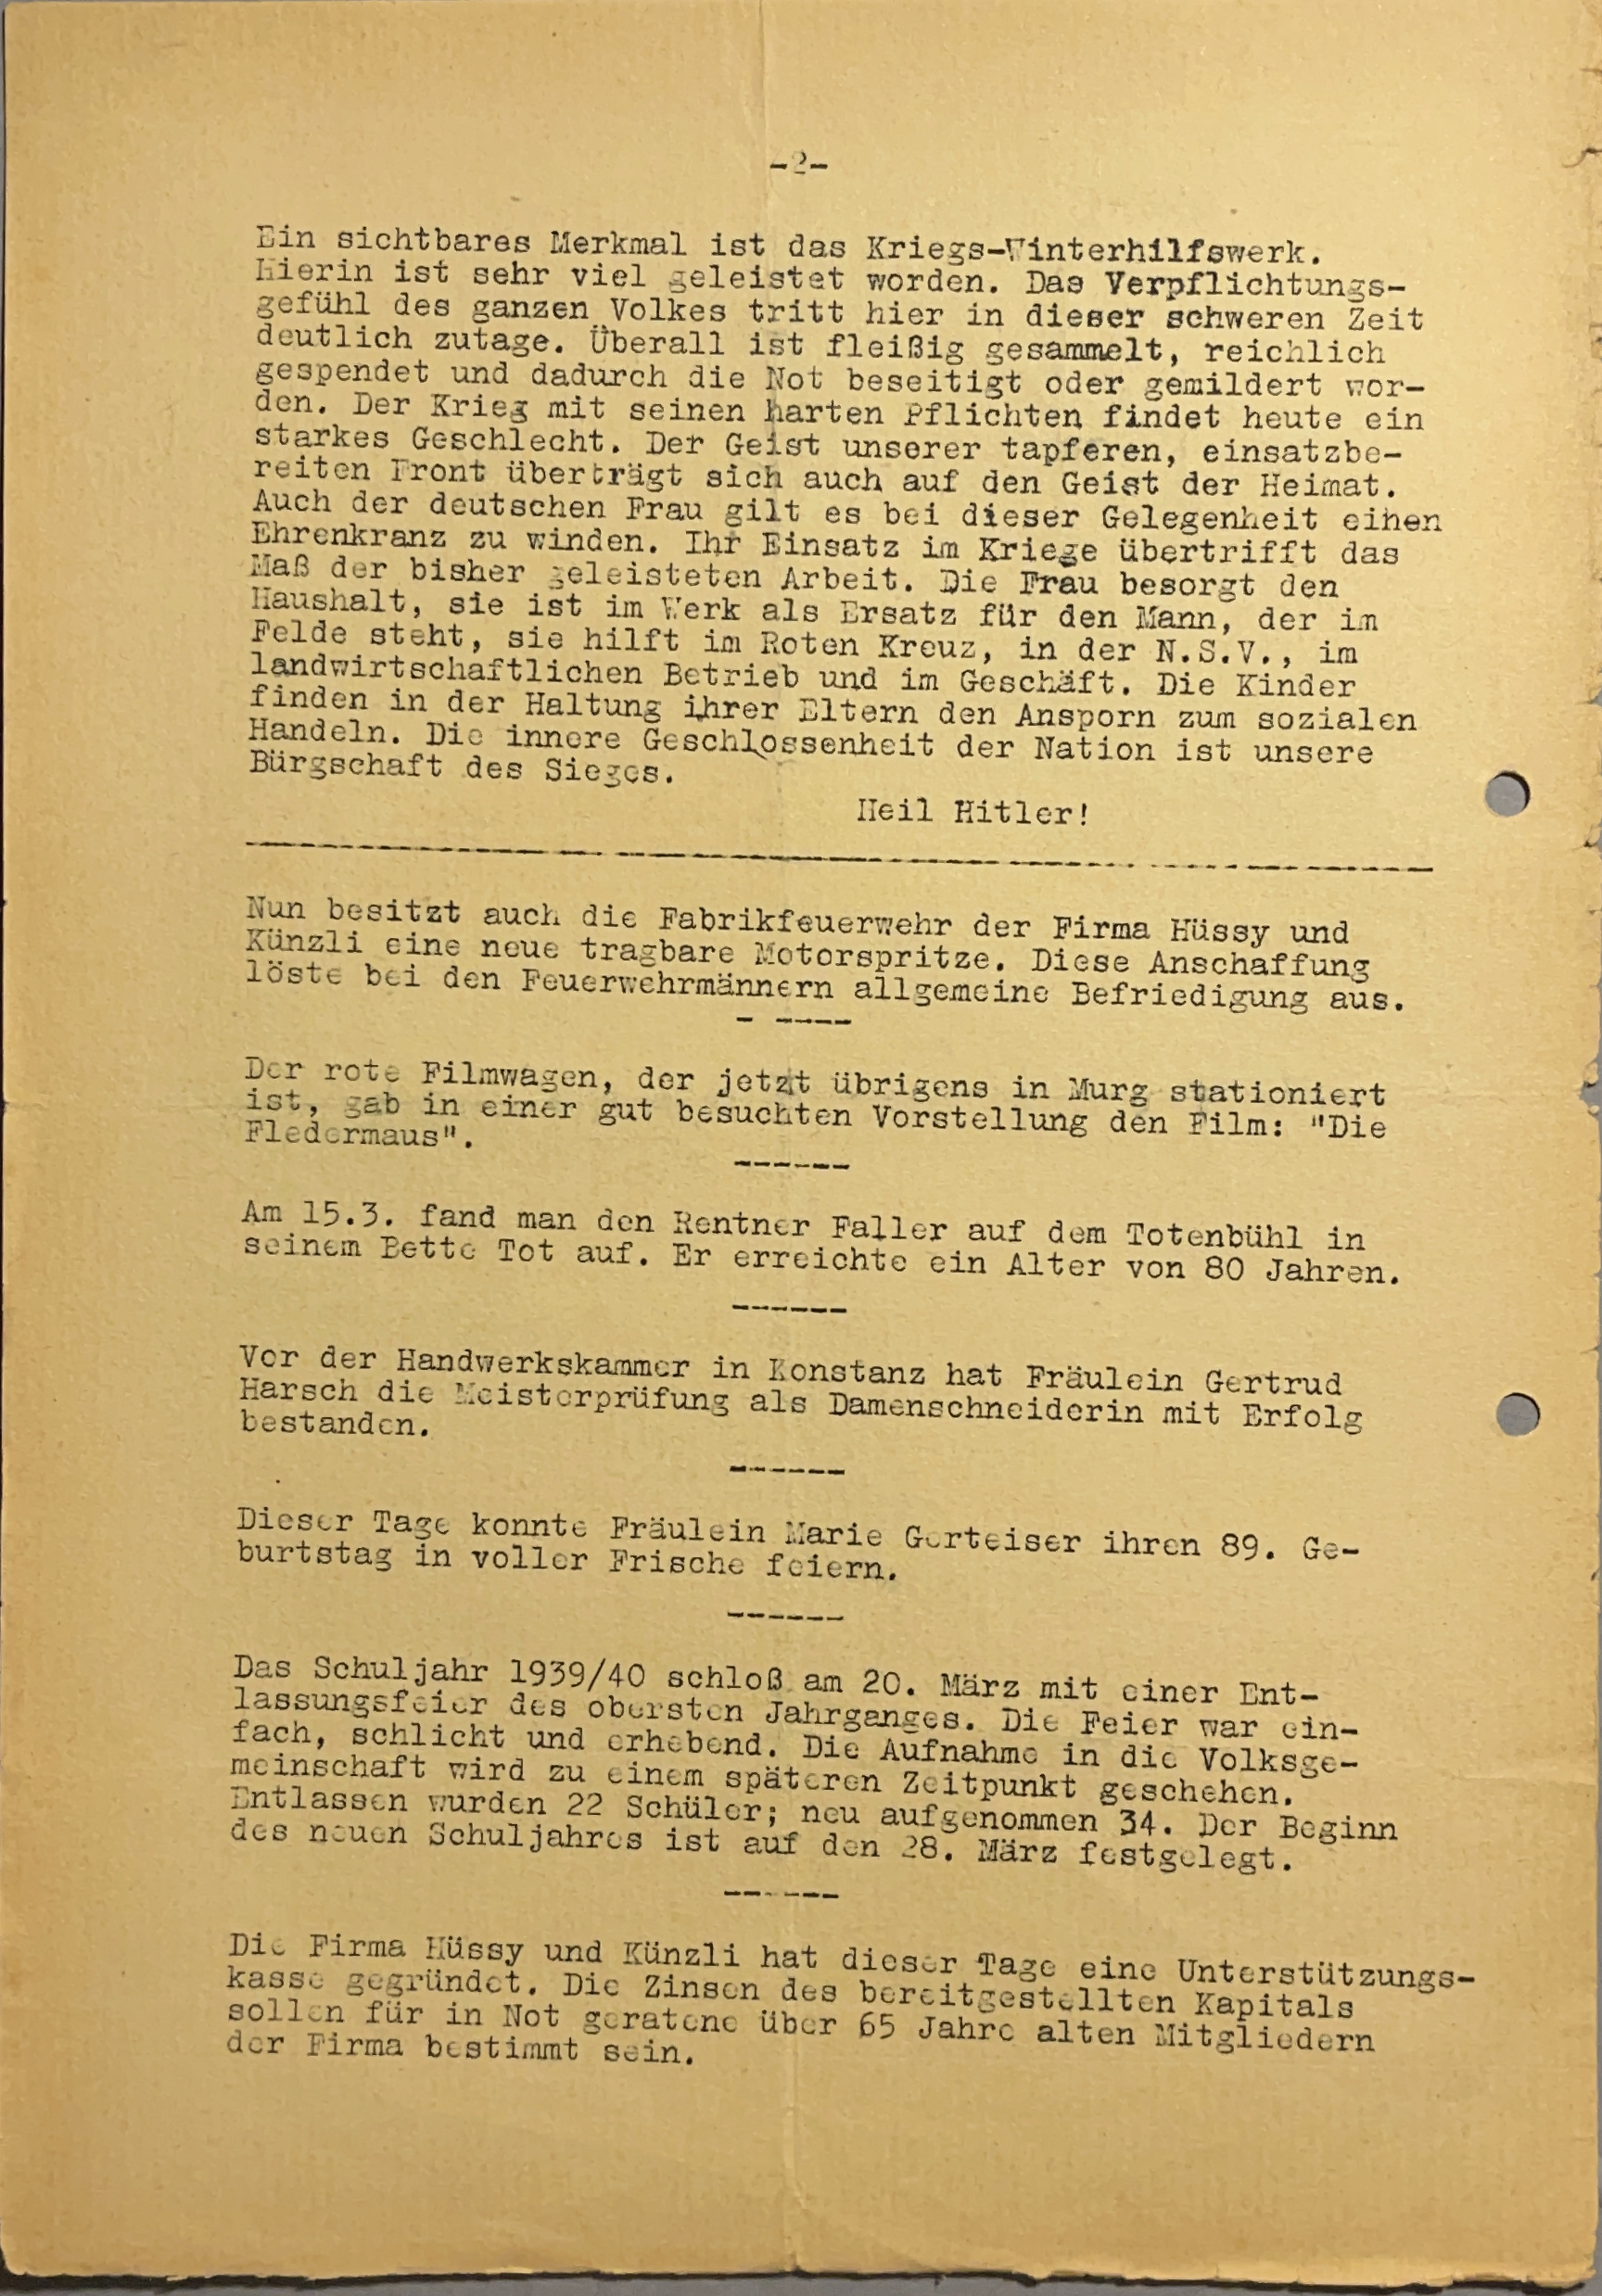 -2-
Ein sichtbares Merkmal ist das Kriegs-Winterhilfswerk.
Hierin ist sehr viel geleistet worden. Das Verpflichtungs-
gefühl des ganzen Volkes tritt hier in dieser schweren Zeit
deutlich zutage. Überall ist fleißig gesammelt, reichlich
gespendet und dadurch die Not beseitigt oder gemildert wor-
den. Der Krieg mit seinen harten Pflichten findet heute ein
starkes Geschlecht. Der Geist unserer tapferen, einsatzbe-
reiten Front überträgt sich auch auf den Geist der Heimat.
Auch der deutschen Frau gilt es bei dieser Gelegenheit einen
Ehrenkranz zu winden. Ihr Einsatz im Kriege übertrifft das
Maß der bisher geleisteten Arbeit. Die Frau besorgt den
Haushalt, sie ist im Werk als Ersatz für den Mann, der im
Felde steht, sie hilft im Roten Kreuz, in der N.S.V., im
landwirtschaftlichen Betrieb und im Geschäft. Die Kinder
finden in der Haltung ihrer Eltern den Ansporn zum sozialen
Handeln. Die innere Geschlossenheit der Nation ist unsere
Bürgschaft des Sieges.
Heil Hitler!
Nun besitzt auch die Fabrikfeuerwehr der Firma Hüssy und
Künzli eine neue tragbare Motorspritze. Diese Anschaffung
löste bei den Feuerwehrmännern allgemeine Befriedigung aus.
- ----
Der rote Filmwagen, der jetzt übrigens in Murg stationiert
ist, gab in einer gut besuchten Vorstellung den Film: "Die
Fledermaus".
------
Am 15.3. fand man den Rentner Faller auf dem Totenbühl in
seinem Bette Tot auf. Er erreichte ein Alter von 80 Jahren.
------
Vor der Handwerkskammer in Konstanz hat Fräulein Gertrud
Harsch die Meisterprüfung als Damenschneiderin mit Erfolg
bestanden.
------
Dieser Tage konnte Fräulein Marie Gerteiser ihren 89. Ge-
burtstag in voller Frische feiern.
------
Das Schuljahr 1939/40 schloß am 20. März mit einer Ent-
lassungsfeier des obersten Jahrganges. Die Feier war ein-
fach, schlicht und erhebend. Die Aufnahme in die Volksge-
meinschaft wird zu einem späteren Zeitpunkt geschehen.
Entlassen wurden 22 Schüler; neu aufgenommen 34. Der Beginn
des neuen Schuljahres ist auf den 28. März festgelegt.
------
Die Firma Hüssy und Künzli hat dieser Tage eine Unterstützungs-
kasse gegründet. Die Zinsen des bereitgestellten Kapitals
sollen für in Not geratene über 65 Jahre alten Mitgliedern
der Firma bestimmt sein.